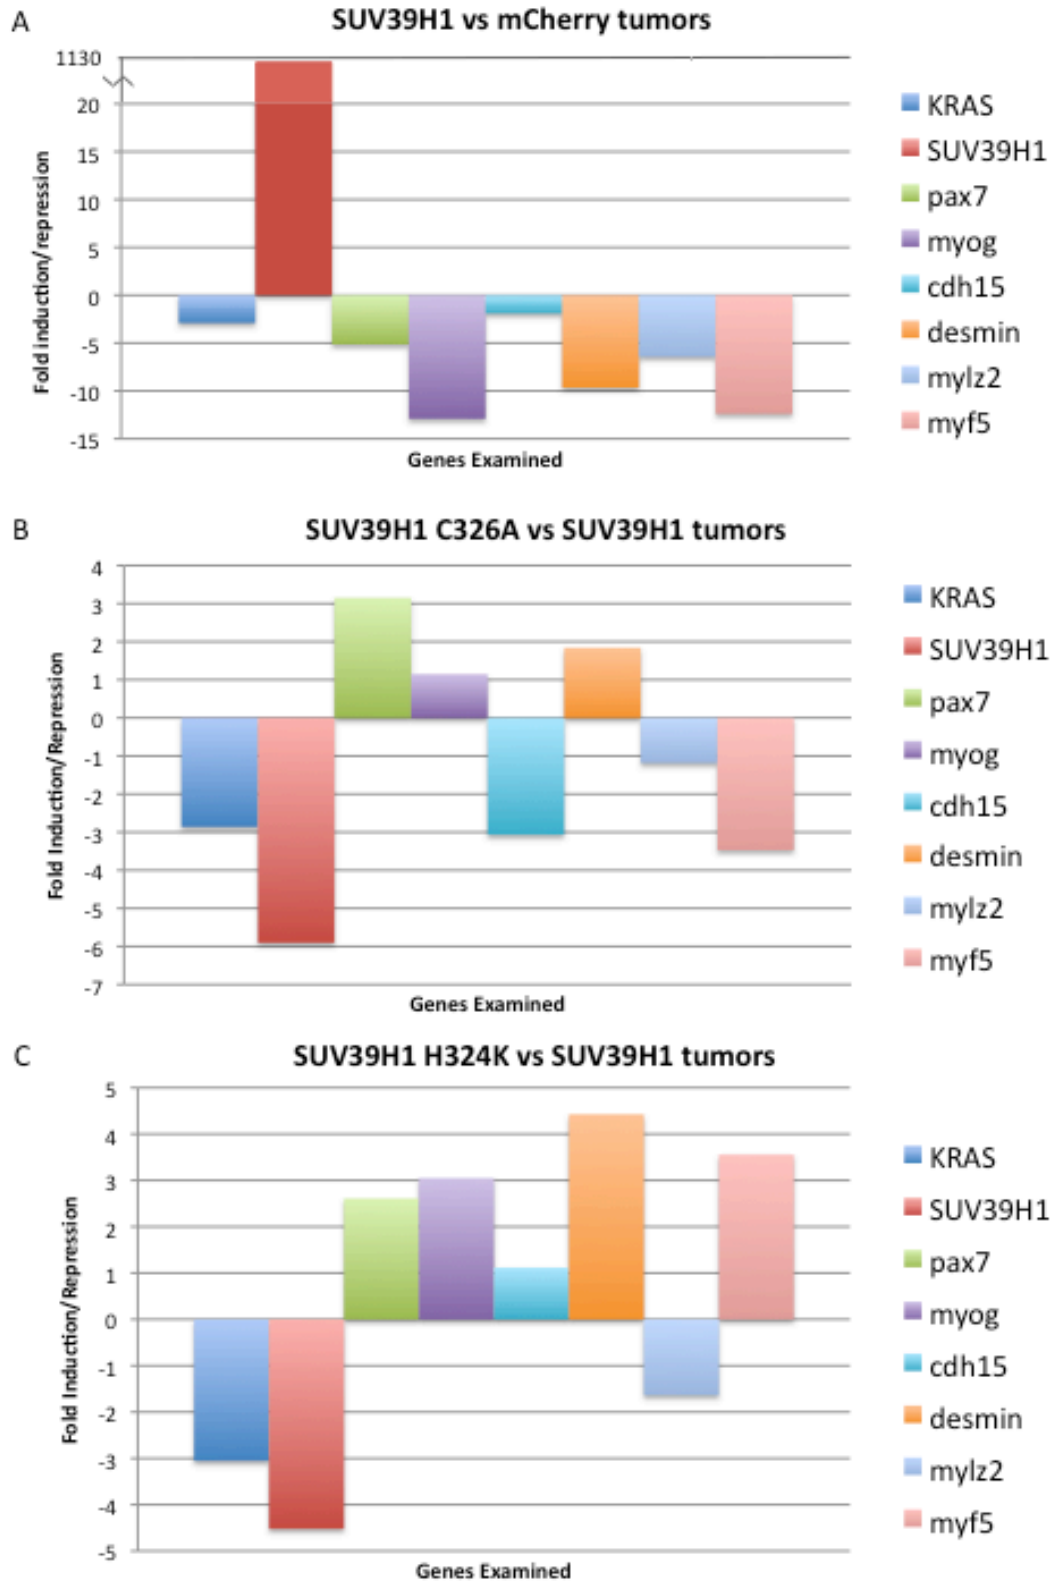 A
SUV39H1 vs mCherry tumors
1130
20
15
10
5
0
-5
-10
-15
Fold induction/repression
Genes Examined
KRAS
SUV39H1
pax7
myog
cdh15
desmin
mylz2
myf5
B
SUV39H1 C326A vs SUV39H1 tumors
4
3
2
1
0
-1
-2
-3
-4
-5
-6
-7
Fold Induction/Repression
Genes Examined
KRAS
SUV39H1
pax7
myog
cdh15
desmin
mylz2
myf5
C
SUV39H1 H324K vs SUV39H1 tumors
5
4
3
2
1
0
-1
-2
-3
-4
-5
Fold Induction/Repression
Genes Examined
KRAS
SUV39H1
pax7
myog
cdh15
desmin
mylz2
myf5